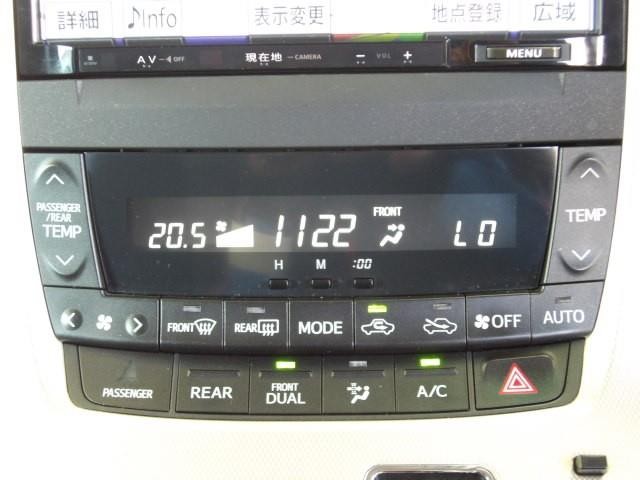 詳細 ♪Info 表示変更 地点登録 広域
AV OFF 現在地 CAMERA − VOL + MENU
PASSENGER/REAR TEMP
20.5 11 22 FRONT LO
TEMP
H M :00
FRONT REAR MODE OFF AUTO
PASSENGER REAR FRONT DUAL A/C